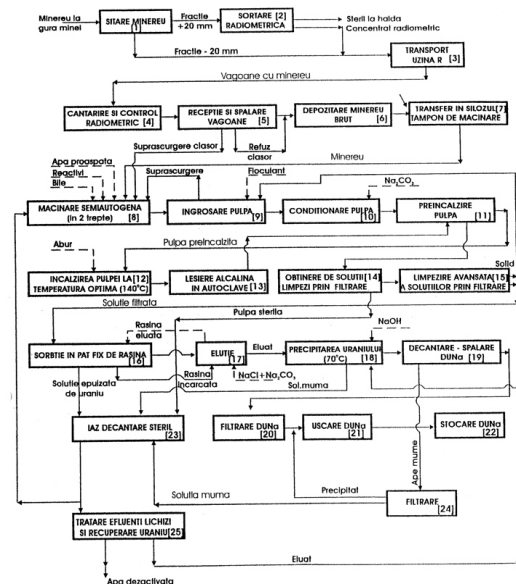 Minereu la
gura minei
SITARE MINEREU
[1]
Fractie
+20 mm
SORTARE [2]
RADIOMETRICA
Steril la halda
Concentrat radiometric
Fractie - 20 mm
TRANSPORT
UZINA R [3]
Vagoane cu minereu
CANTARIRE SI CONTROL
RADIOMETRIC [4]
RECEPTIE SI SPALARE
VAGOANE [5]
DEPOZITARE MINEREU
BRUT [6]
TRANSFER IN SILOZUL[7]
TAMPON DE MACINARE
Suprascurgere clasor
Refuz
clasor
Minereu
Apa proaspata
Reactivi
Bile
Suprascurgere
Floculant
Na₂CO₃
MACINARE SEMIAUTOGENA
(in 2 trepte) [8]
INGROSARE PULPA
[9]
CONDITIONARE PULPA
[10]
PREINCALZIRE
PULPA [11]
Abur
Pulpa preincalzita
Solid
INCALZIREA PULPEI LA[12]
TEMPERATURA OPTIMA (140°C)
LESIERE ALCALINA
IN AUTOCLAVE [13]
OBTINERE DE SOLUTII[14]
LIMPEZI PRIN FILTRARE
LIMPEZIRE AVANSATA[15]
A SOLUTIILOR PRIN FILTRARE
Solutie filtrata
Pulpa sterila
Rasina
eluata
NaOH
SORBTIE IN PAT FIX DE RASINA
[16]
ELUTIE
[17]
Eluat
PRECIPITAREA URANIULUI
(70°C) [18]
DECANTARE - SPALARE
DUNa [19]
Solutie epuizata
de uraniu
Rasina
incarcata
NaCl+Na₂CO₃
Sol.muma
IAZ DECANTARE STERIL
[23]
FILTRARE DUNa
[20]
USCARE DUNa
[21]
STOCARE DUNa
[22]
Ape mume
Precipitat
Solutia muma
FILTRARE
[24]
TRATARE EFLUENTI LICHIZI
SI RECUPERARE URANIU[25]
Eluat
Apa dezactivata